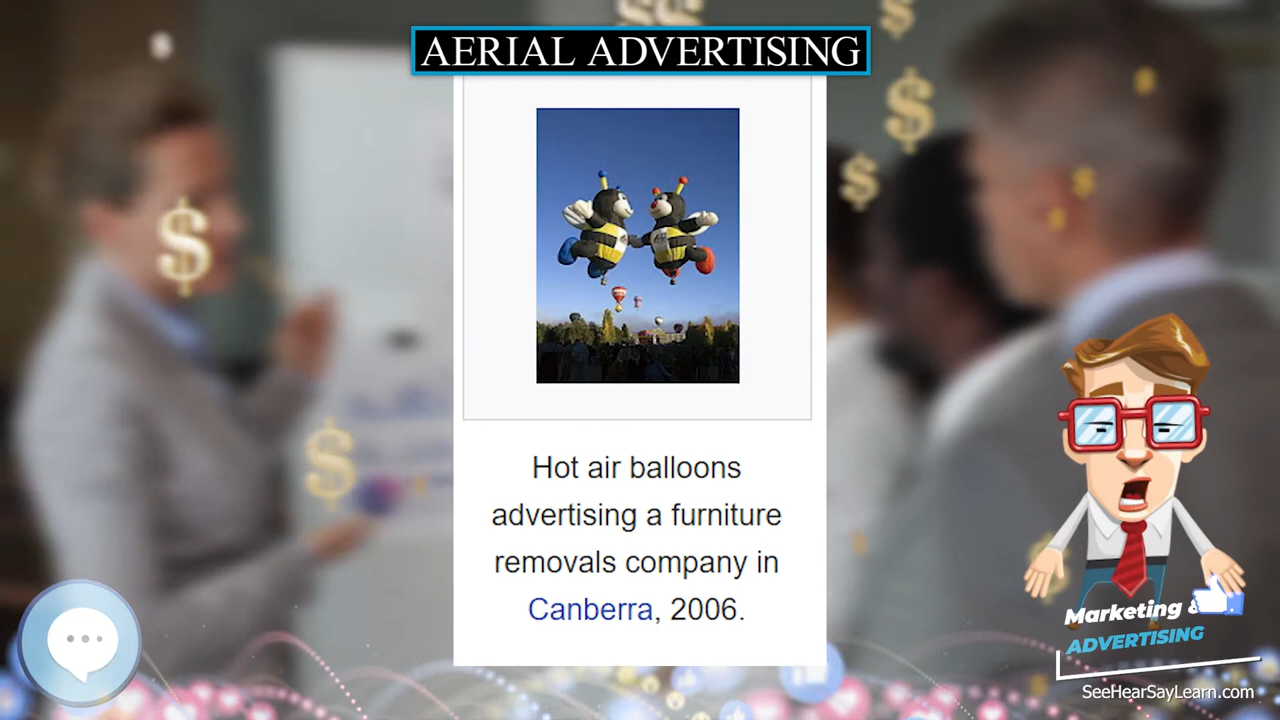 AERIAL ADVERTISING
Hot air balloons
advertising a furniture
removals company in
Canberra, 2006.
Marketing &
ADVERTISING
SeeHearSayLearn.com